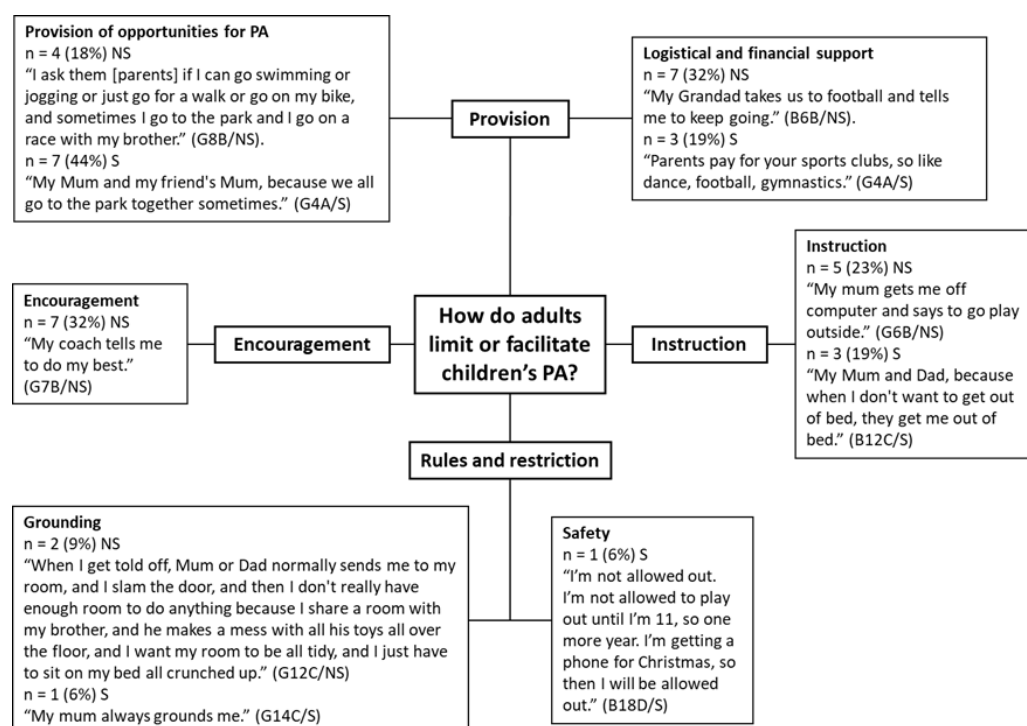 Provision of opportunities for PA
n = 4 (18%) NS
“I ask them [parents] if I can go swimming or
jogging or just go for a walk or go on my bike,
and sometimes I go to the park and I go on a
race with my brother.” (G8B/NS).
n = 7 (44%) S
“My Mum and my friend's Mum, because we all
go to the park together sometimes.” (G4A/S)
Provision
Logistical and financial support
n = 7 (32%) NS
“My Grandad takes us to football and tells
me to keep going.” (B6B/NS).
n = 3 (19%) S
“Parents pay for your sports clubs, so like
dance, football, gymnastics.” (G4A/S)
Encouragement
n = 7 (32%) NS
“My coach tells me
to do my best.”
(G7B/NS)
Encouragement
How do adults
limit or facilitate
children’s PA?
Instruction
Instruction
n = 5 (23%) NS
“My mum gets me off
computer and says to go play
outside.” (G6B/NS)
n = 3 (19%) S
“My Mum and Dad, because
when I don't want to get out
of bed, they get me out of
bed.” (B12C/S)
Rules and restriction
Grounding
n = 2 (9%) NS
“When I get told off, Mum or Dad normally sends me to my
room, and I slam the door, and then I don't really have
enough room to do anything because I share a room with
my brother, and he makes a mess with all his toys all over
the floor, and I want my room to be all tidy, and I just have
to sit on my bed all crunched up.” (G12C/NS)
n = 1 (6%) S
“My mum always grounds me.” (G14C/S)
Safety
n = 1 (6%) S
“I’m not allowed out.
I’m not allowed to play
out until I’m 11, so one
more year. I’m getting a
phone for Christmas, so
then I will be allowed
out.” (B18D/S)